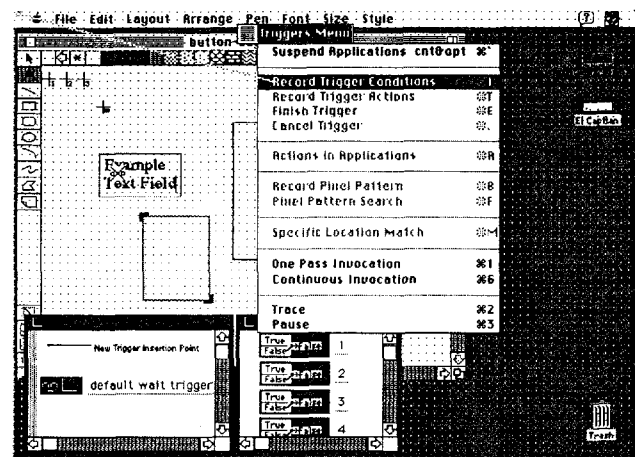 File Edit Layout Arrange Pen Font Size Style
button
Triggers Menu
Suspend Applications cnt&opt ⌘`
Record Trigger Conditions
Record Trigger Actions ⌘T
Finish Trigger ⌘E
Cancel Trigger ⌘.
Actions in Applications ⌘A
Record Pixel Pattern ⌘B
Pixel Pattern Search ⌘F
Specific Location Match ⌘M
One Pass Invocation ⌘1
Continuous Invocation ⌘6
Trace ⌘2
Pause ⌘3
Example
Text Field
New Trigger Insertion Point
default wait trigger
True False 1
True False 2
True False 3
True False 4
El CapBan
Trash